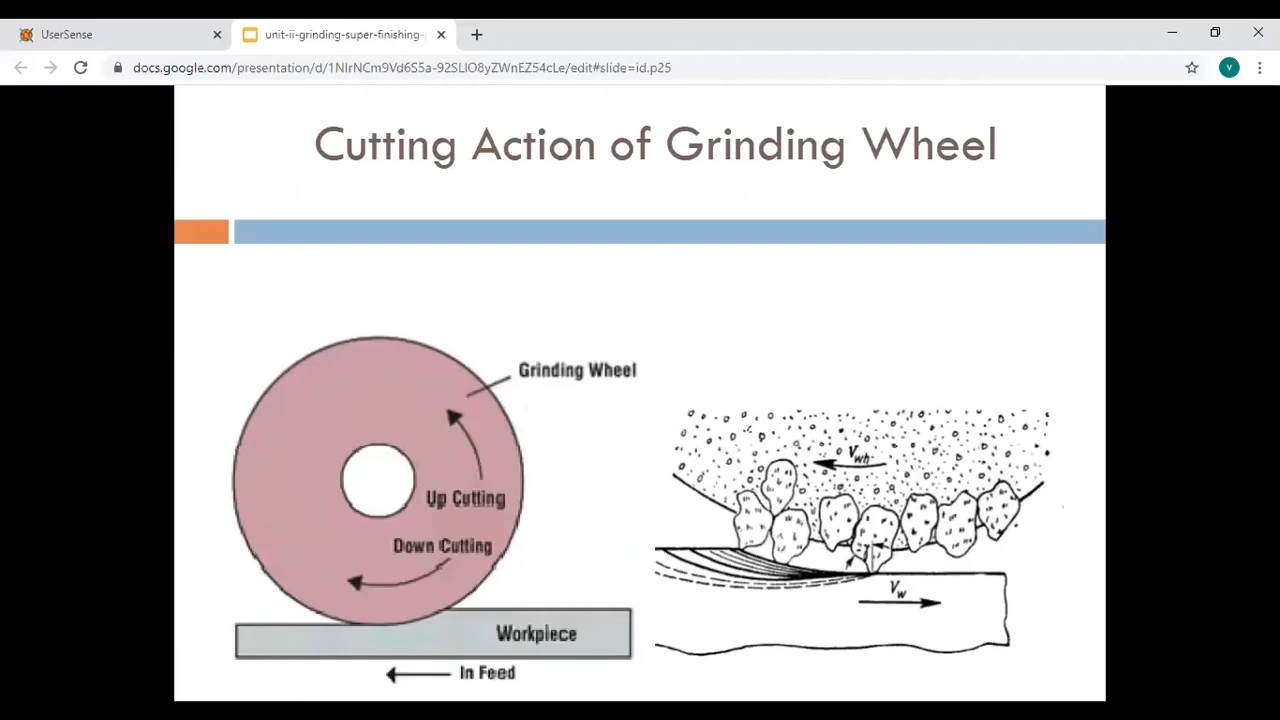 UserSense
unit-ii-grinding-super-finishing-
docs.google.com/presentation/d/1NIrNCm9Vd6S5a-92SLlO8yZWnEZ54cLe/edit#slide=id.p25
V
Cutting Action of Grinding Wheel
Grinding Wheel
Up Cutting
Down Cutting
Workpiece
In Feed
Vwh
Vw